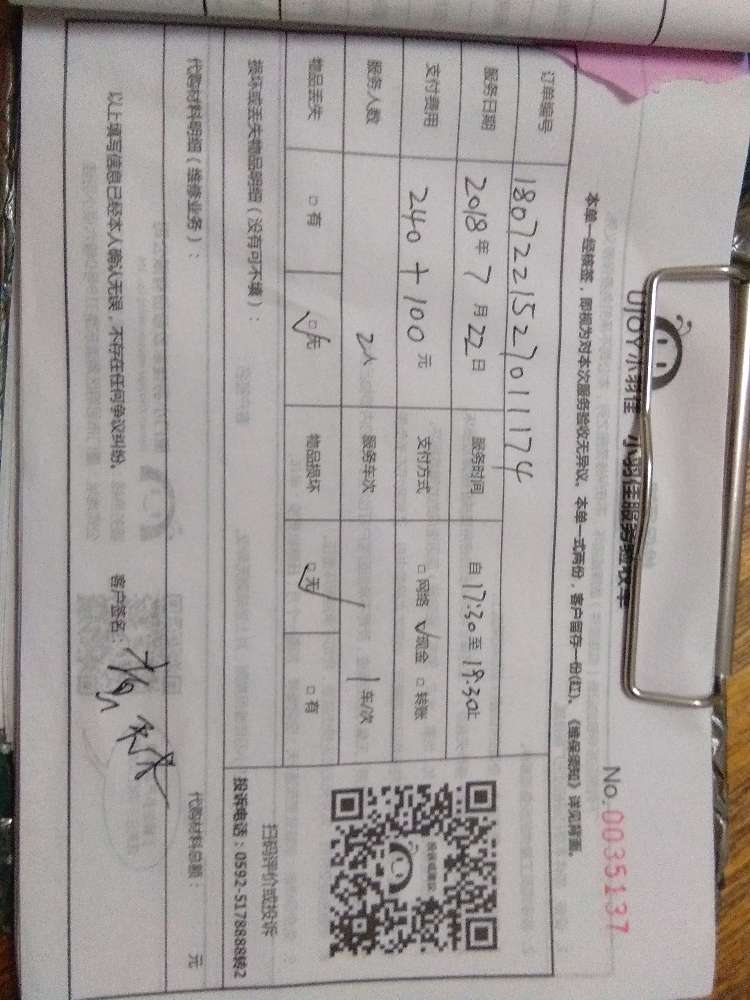 UJOY小羽佳 小羽佳服务验收单
No.0035137
本单一经续签，即视为对本次服务验收无异议。本单一式两份，客户留存一份(红)。《维保须知》详见背面。
订单编号 180722152701174
服务日期 2018年7月22日 服务时间 自17:30至19:30止
支付费用 240+100元 支付方式 □网络 ☑现金 □转账
服务人数 2人 服务车次 1车/次
物品丢失 □有 ☑无 物品损坏 ☑无 □有
损坏或丢失物品明细（没有可不填）：
扫码评价或投诉
投诉电话：0592-5178888转2
代购材料明细（维修业务）： 代购材料总额： 元
以上填写信息已经本人确认无误，不存在任何争议纠纷。 客户签名：